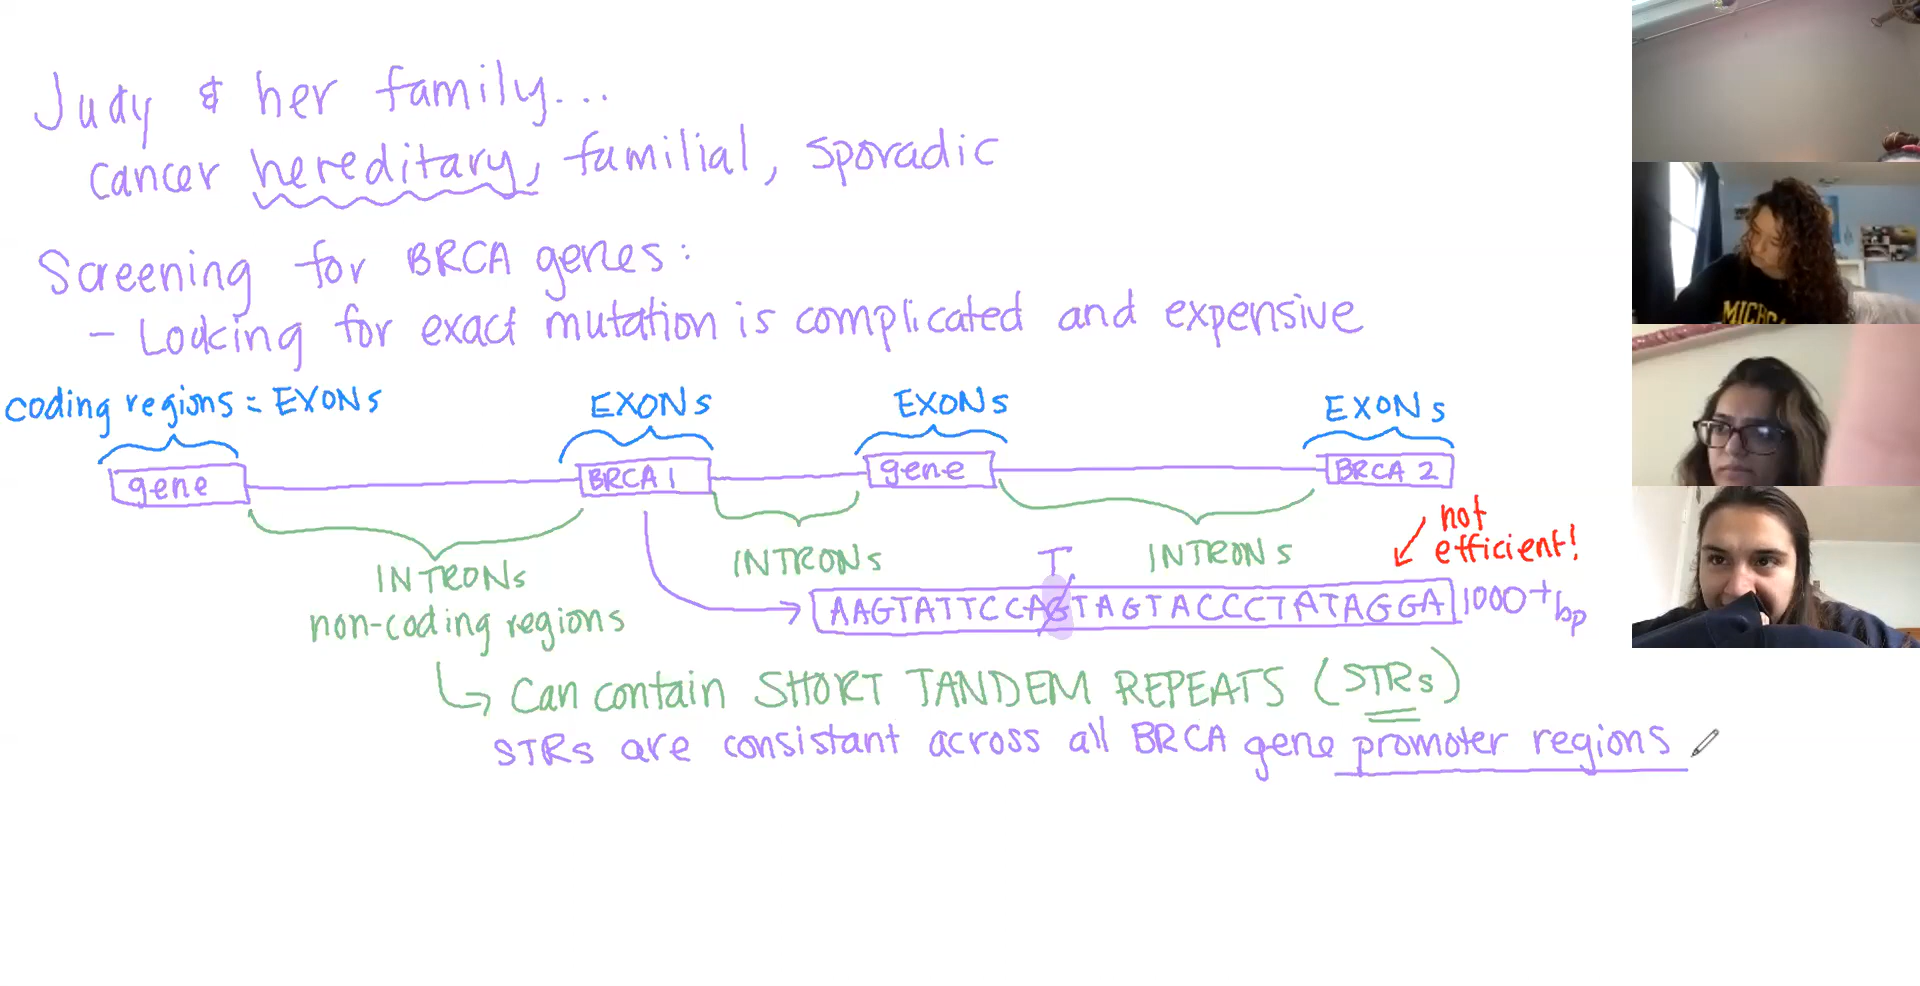 Judy & her family...
cancer hereditary, familial, sporadic
Screening for BRCA genes:
- Looking for exact mutation is complicated and expensive
coding regions = EXONs
EXONs
EXONs
EXONs
gene
BRCA 1
gene
BRCA 2
INTRONs
non-coding regions
INTRONs
INTRONs
not
efficient!
T
AAGTATTCCAGTAGTACCCTATAGGA
1000+ bp
Can contain SHORT TANDEM REPEATS (STRs)
STRs are consistant across all BRCA gene promoter regions